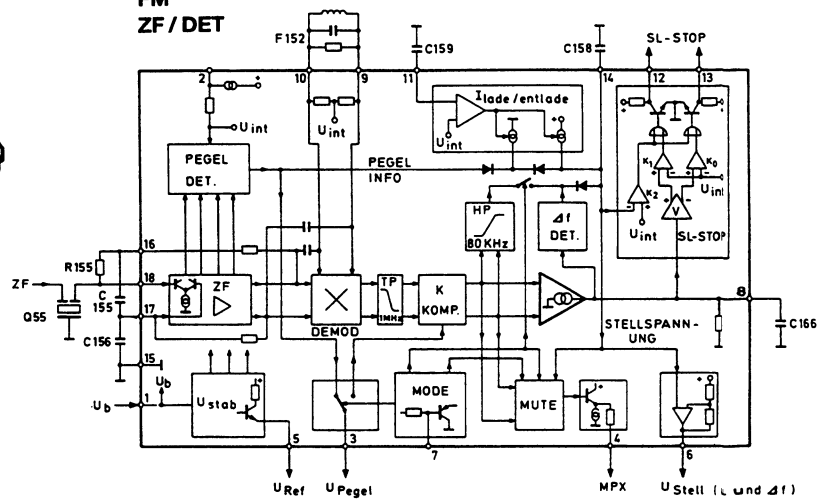 FM
ZF / DET
F152
C159
C158
SL-STOP
2
10
9
11
14
12
13
I lade/entlade
U int
U int
U int
PEGEL
DET.
PEGEL
INFO
K1
K0
K2
U int
U int
V
SL-STOP
HP
80 KHz
Δf
DET.
16
R155
ZF
18
ZF
C
155
Q55
17
C156
15
DEMOD
TP
1MHz
K
KOMP.
8
STELLSPANN-
UNG
C166
Ub
Ub
1
U stab
MODE
MUTE
5
3
7
4
6
U Ref
U Pegel
MPX
U Stell ( und Δf)